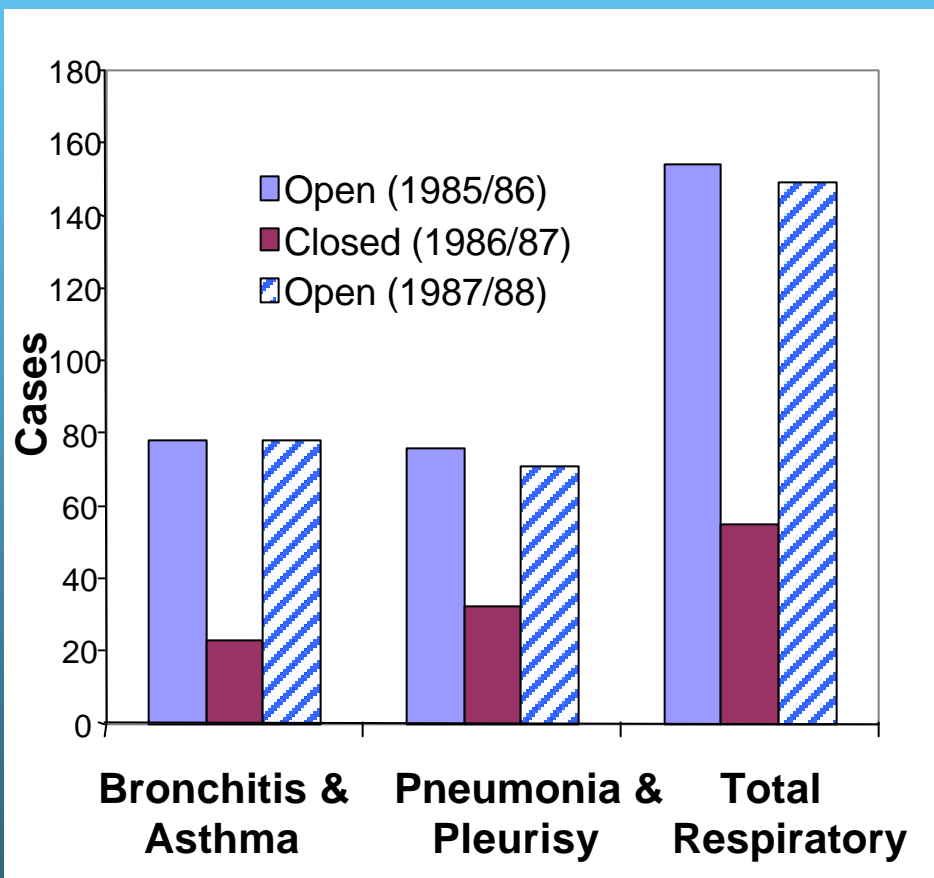 180
160
140
120
100
80
60
40
20
0
Cases
Open (1985/86)
Closed (1986/87)
Open (1987/88)
Bronchitis &
Asthma
Pneumonia &
Pleurisy
Total
Respiratory